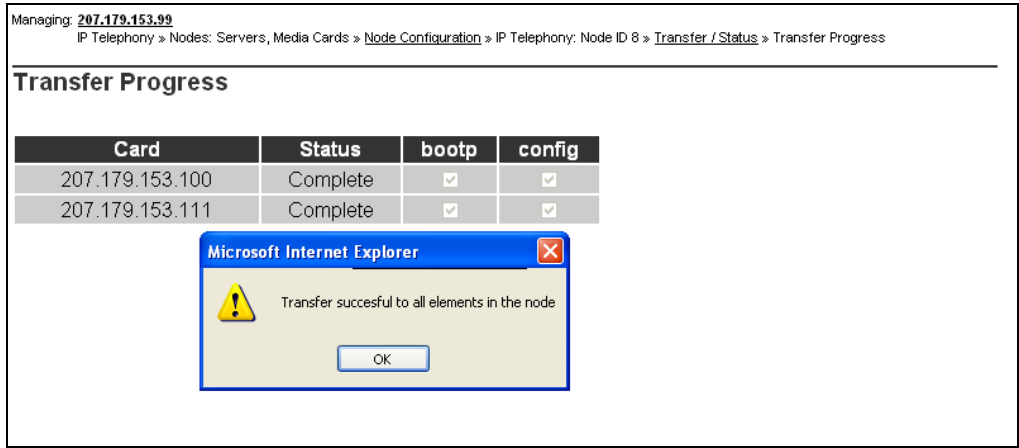 Managing: 207.179.153.99
IP Telephony » Nodes: Servers, Media Cards » Node Configuration » IP Telephony: Node ID 8 » Transfer / Status » Transfer Progress
Transfer Progress
Card Status bootp config
207.179.153.100 Complete
207.179.153.111 Complete
Microsoft Internet Explorer
Transfer succesful to all elements in the node
OK